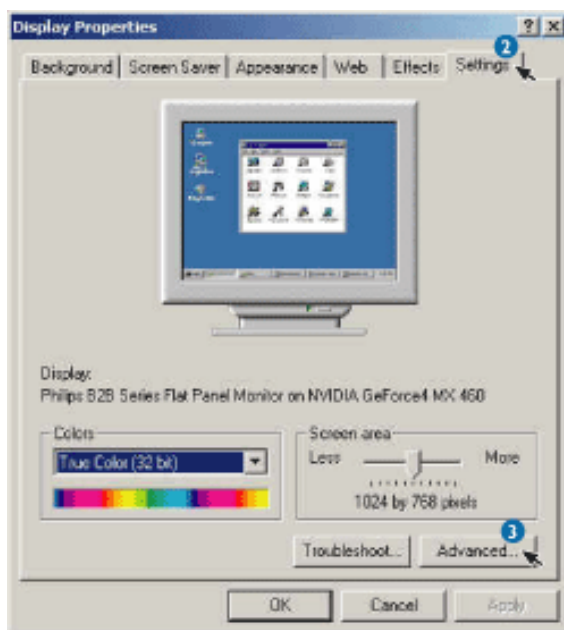 Display Properties
2
Background Screen Saver Appearance Web Effects Settings
Display:
Philips B2B Series Flat Panel Monitor on NVIDIA GeForce4 MX 460
Colors
Screen area
True Color (32 bit)
Less
More
1024 by 768 pixels
3
Troubleshoot...
Advanced...
OK
Cancel
Apply